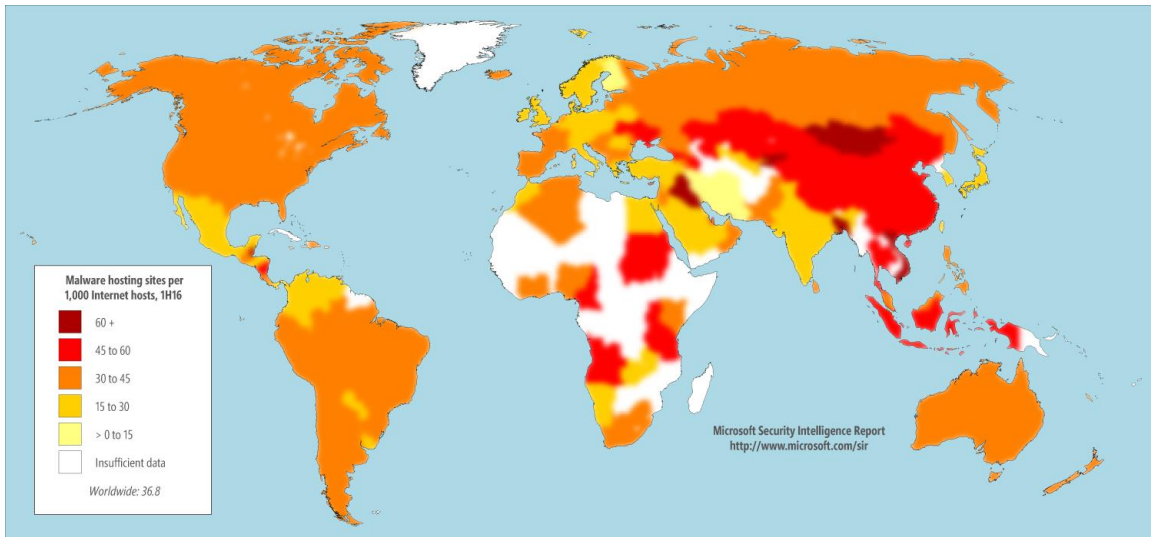 Malware hosting sites per
1,000 Internet hosts, 1H16
60 +
45 to 60
30 to 45
15 to 30
> 0 to 15
Insufficient data
Worldwide: 36.8
Microsoft Security Intelligence Report
http://www.microsoft.com/sir